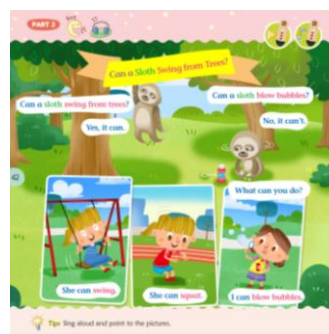 PART 2
Can a Sloth Swing from Trees?
Can a sloth swing from trees?
Yes, it can.
Can a sloth blow bubbles?
No, it can't.
42
What can you do?
She can swing.
She can squat.
I can blow bubbles.
Tip: Sing aloud and point to the pictures.